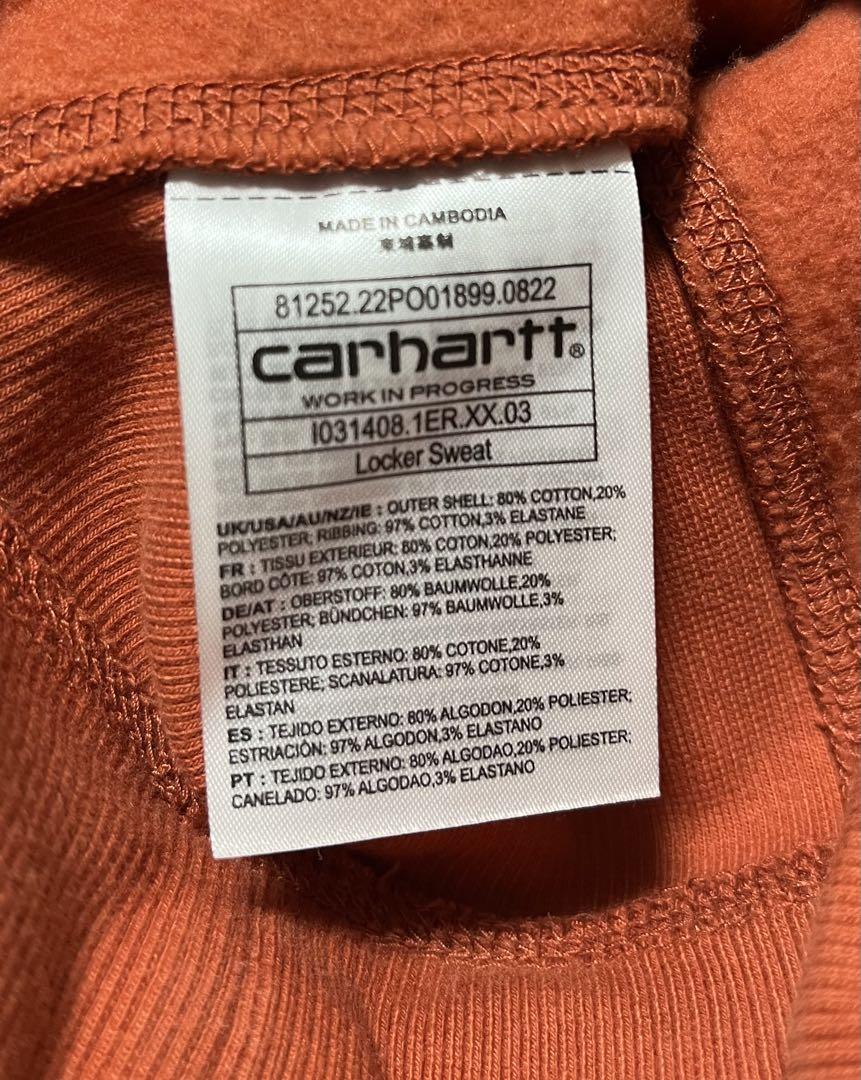 MADE IN CAMBODIA
柬埔寨制
81252.22PO01899.0822
carhartt®
WORK IN PROGRESS
I031408.1ER.XX.03
Locker Sweat
UK/USA/AU/NZ/IE : OUTER SHELL: 80% COTTON,20%
POLYESTER; RIBBING: 97% COTTON,3% ELASTANE
FR : TISSU EXTERIEUR: 80% COTON,20% POLYESTER;
BORD CÔTE: 97% COTON,3% ELASTHANNE
DE/AT : OBERSTOFF: 80% BAUMWOLLE,20%
POLYESTER; BÜNDCHEN: 97% BAUMWOLLE,3%
ELASTHAN
IT : TESSUTO ESTERNO: 80% COTONE,20%
POLIESTERE; SCANALATURA: 97% COTONE,3%
ELASTAN
ES : TEJIDO EXTERNO: 80% ALGODON,20% POLIESTER;
ESTRIACIÓN: 97% ALGODON,3% ELASTANO
PT : TEJIDO EXTERNO: 80% ALGODAO,20% POLIESTER;
CANELADO: 97% ALGODAO,3% ELASTANO